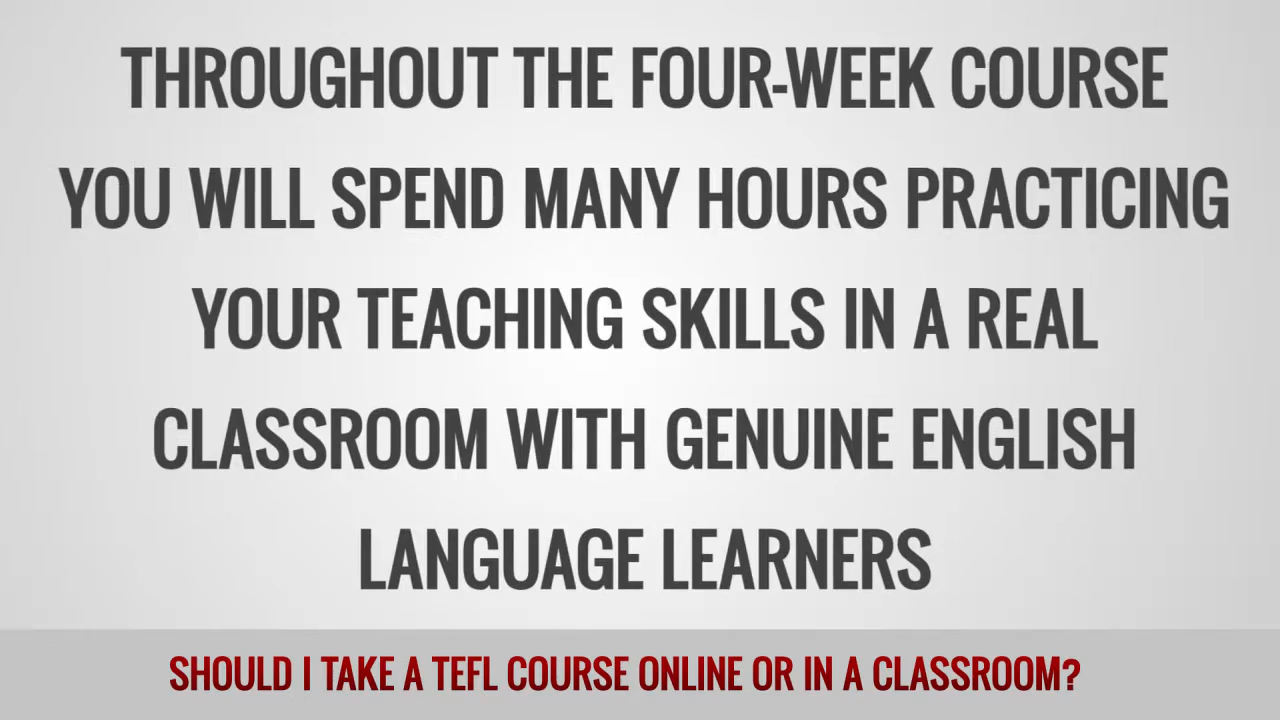 THROUGHOUT THE FOUR-WEEK COURSE
YOU WILL SPEND MANY HOURS PRACTICING
YOUR TEACHING SKILLS IN A REAL
CLASSROOM WITH GENUINE ENGLISH
LANGUAGE LEARNERS
SHOULD I TAKE A TEFL COURSE ONLINE OR IN A CLASSROOM?